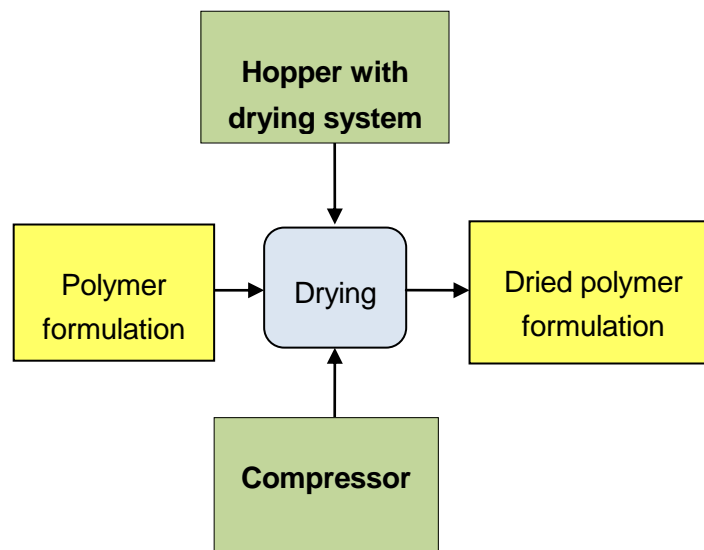 Hopper with
drying system
Polymer
formulation
Drying
Dried polymer
formulation
Compressor